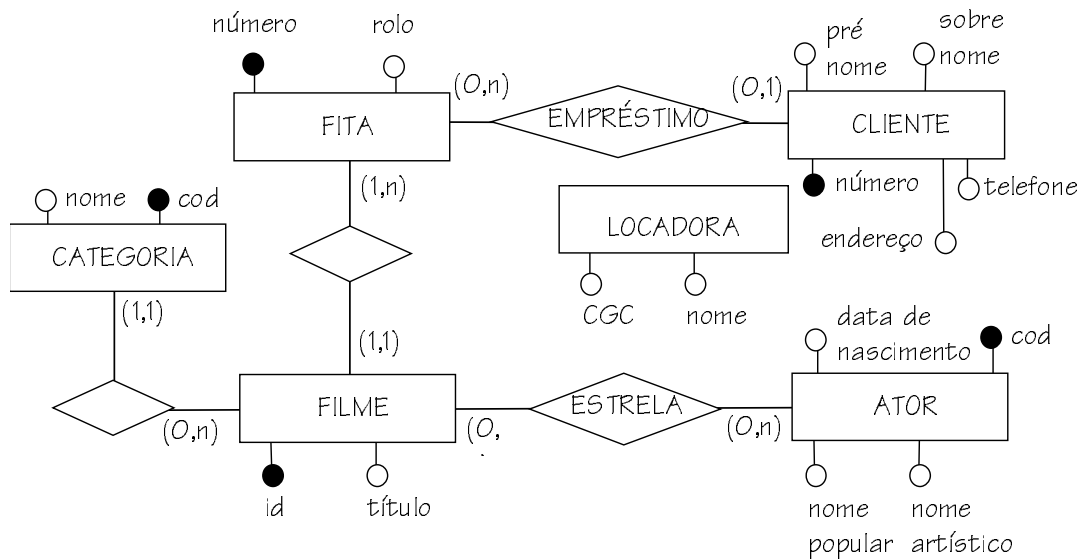 número
rolo
pré
nome
sobre
nome
(0,n)
(0,1)
FITA
EMPRÉSTIMO
CLIENTE
nome
cod
(1,n)
número
telefone
LOCADORA
endereço
CATEGORIA
(1,1)
CGC
nome
(1,1)
data de
nascimento
cod
FILME
ESTRELA
ATOR
(0,n)
(0,
(0,n)
id
título
nome
popular
nome
artístico